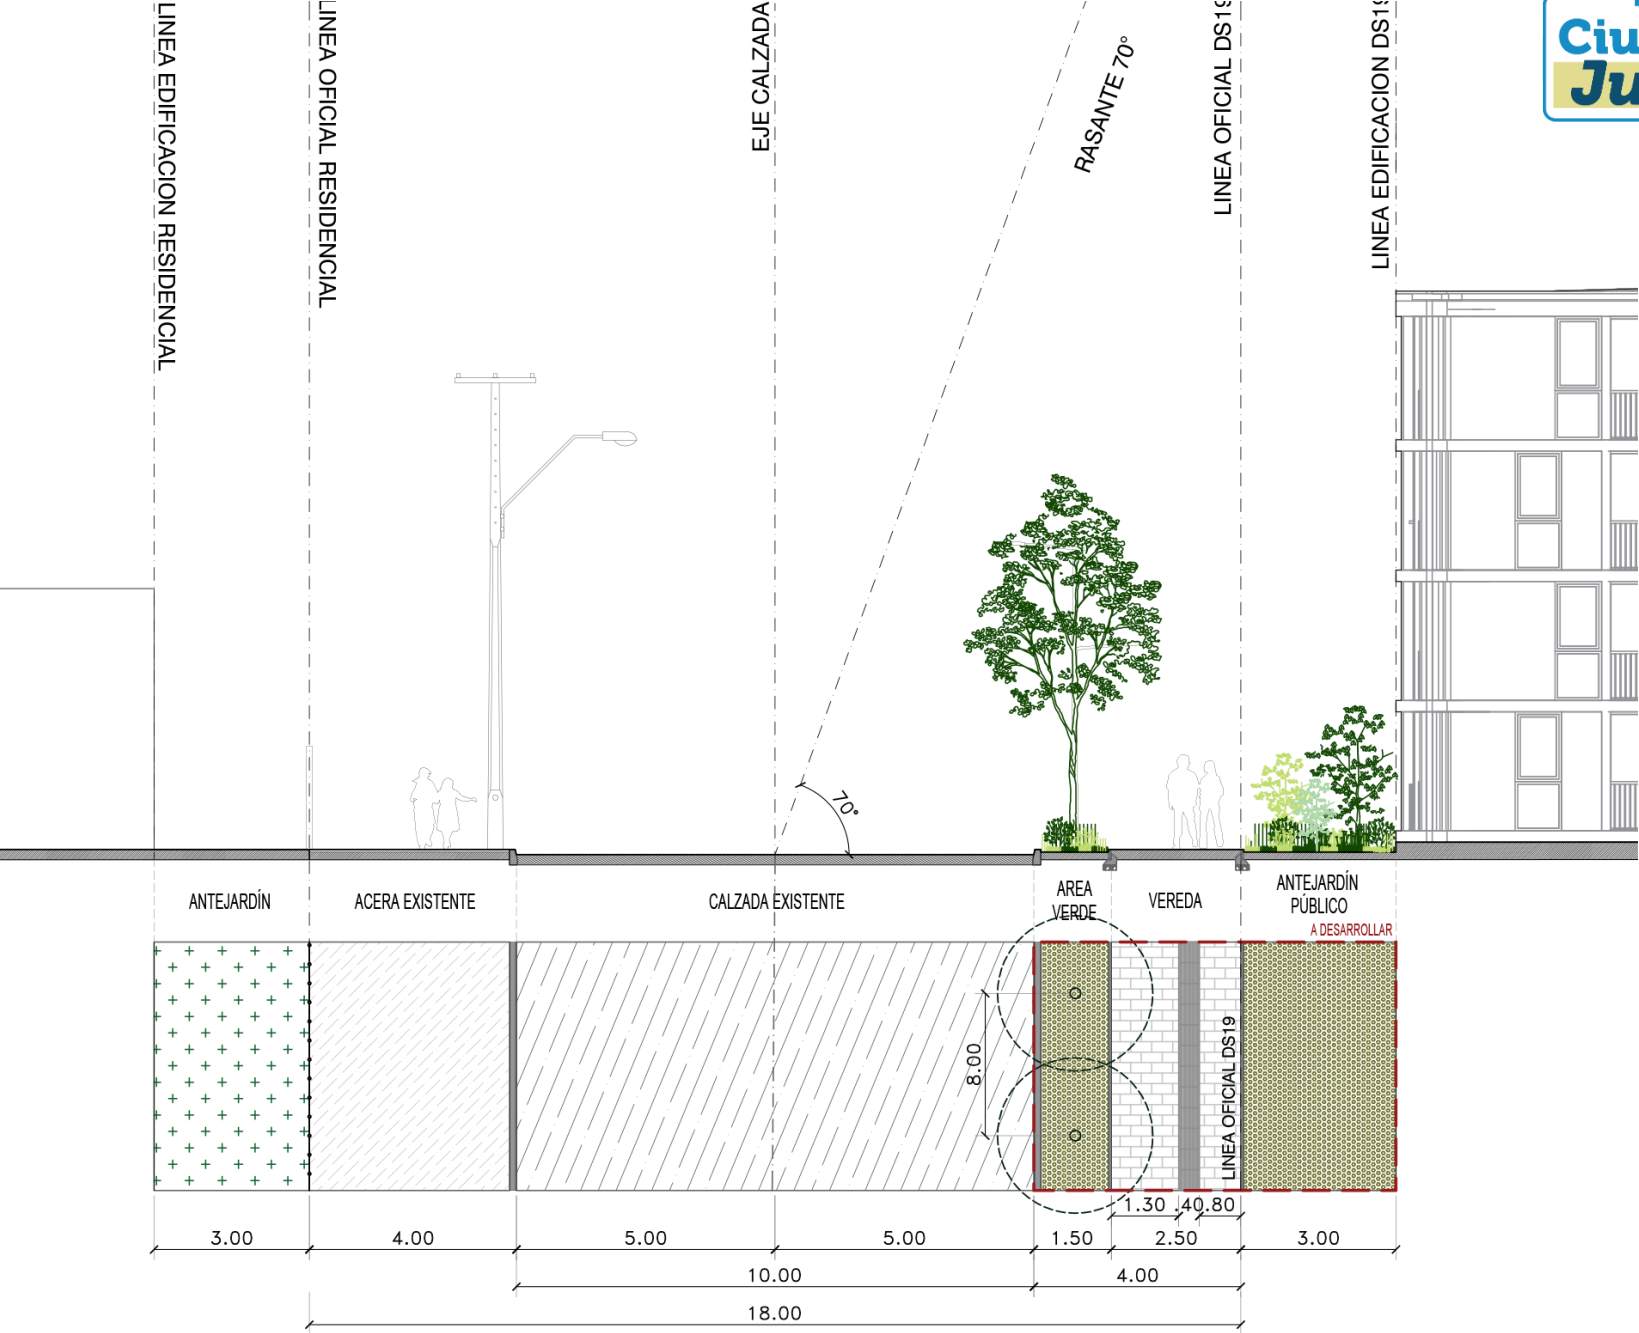 LINEA EDIFICACION RESIDENCIAL
LINEA OFICIAL RESIDENCIAL
EJE CALZADA
RASANTE 70°
LINEA OFICIAL DS19
LINEA EDIFICACION DS19
Ciu
Ju
70°
ANTEJARDÍN
ACERA EXISTENTE
CALZADA EXISTENTE
AREA
VERDE
VEREDA
ANTEJARDÍN
PÚBLICO
A DESARROLLAR
8.00
LINEA OFICIAL DS19
1.30 .40 .80
3.00 4.00 5.00 5.00 1.50 2.50 3.00
10.00 4.00
18.00